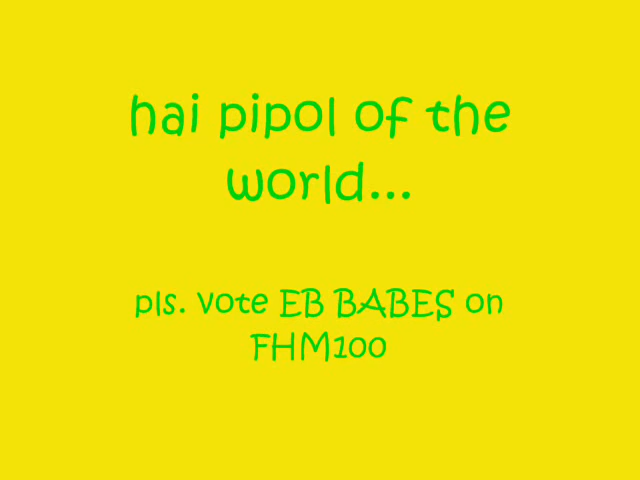 hai pipol of the
world...
pls. vote EB BABES on
FHM100